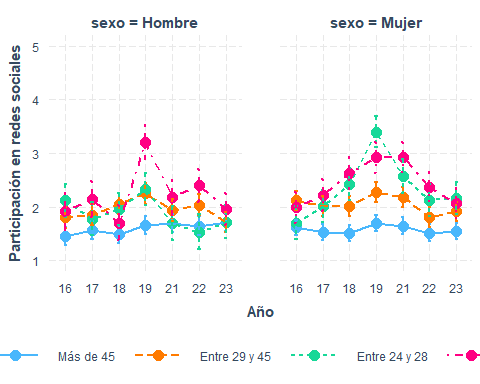 sexo = Hombre
sexo = Mujer
Participación en redes sociales
5
4
3
2
1
16 17 18 19 21 22 23
16 17 18 19 21 22 23
Año
Más de 45 Entre 29 y 45 Entre 24 y 28